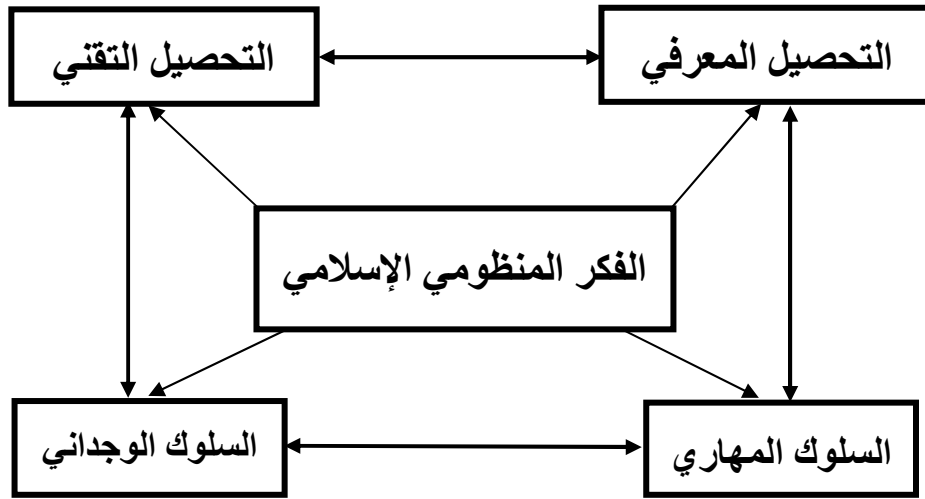 التحصيل المعرفي
التحصيل التقني
الفكر المنظومي الإسلامي
السلوك المهاري
السلوك الوجداني